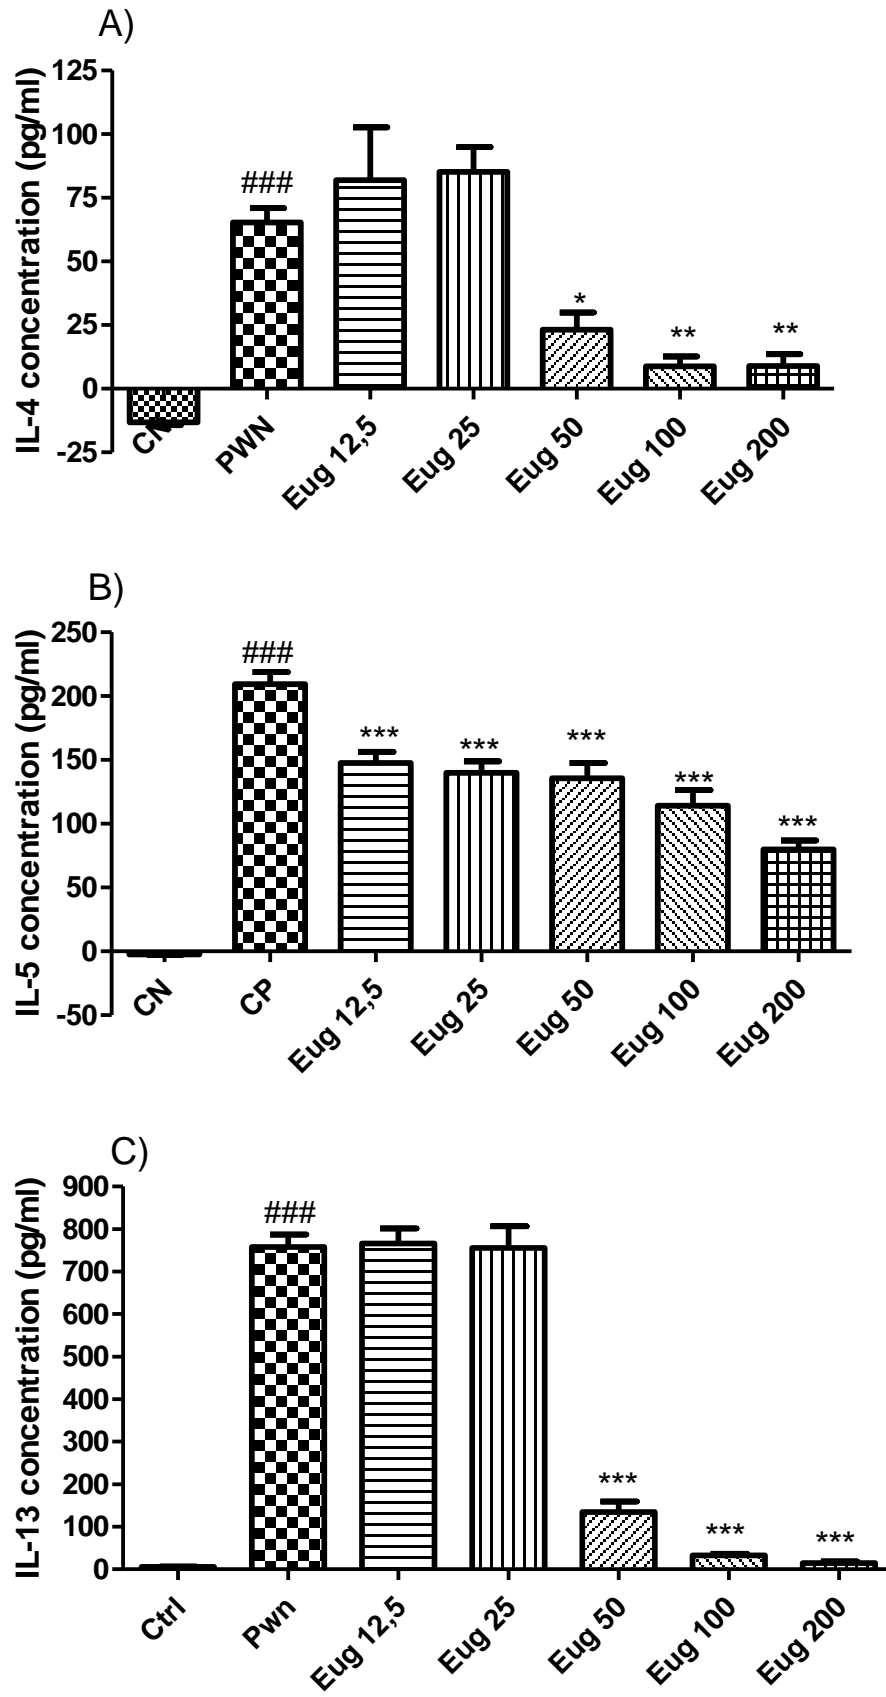 A)
IL-4 concentration (pg/ml)
125
100
75
50
25
0
-25
###
*
**
**
CN
PWN
Eug 12,5
Eug 25
Eug 50
Eug 100
Eug 200
B)
IL-5 concentration (pg/ml)
250
200
150
100
50
0
-50
###
***
***
***
***
***
CN
CP
Eug 12,5
Eug 25
Eug 50
Eug 100
Eug 200
C)
IL-13 concentration (pg/ml)
900
800
700
600
500
400
300
200
100
0
###
***
***
***
Ctrl
Pwn
Eug 12,5
Eug 25
Eug 50
Eug 100
Eug 200